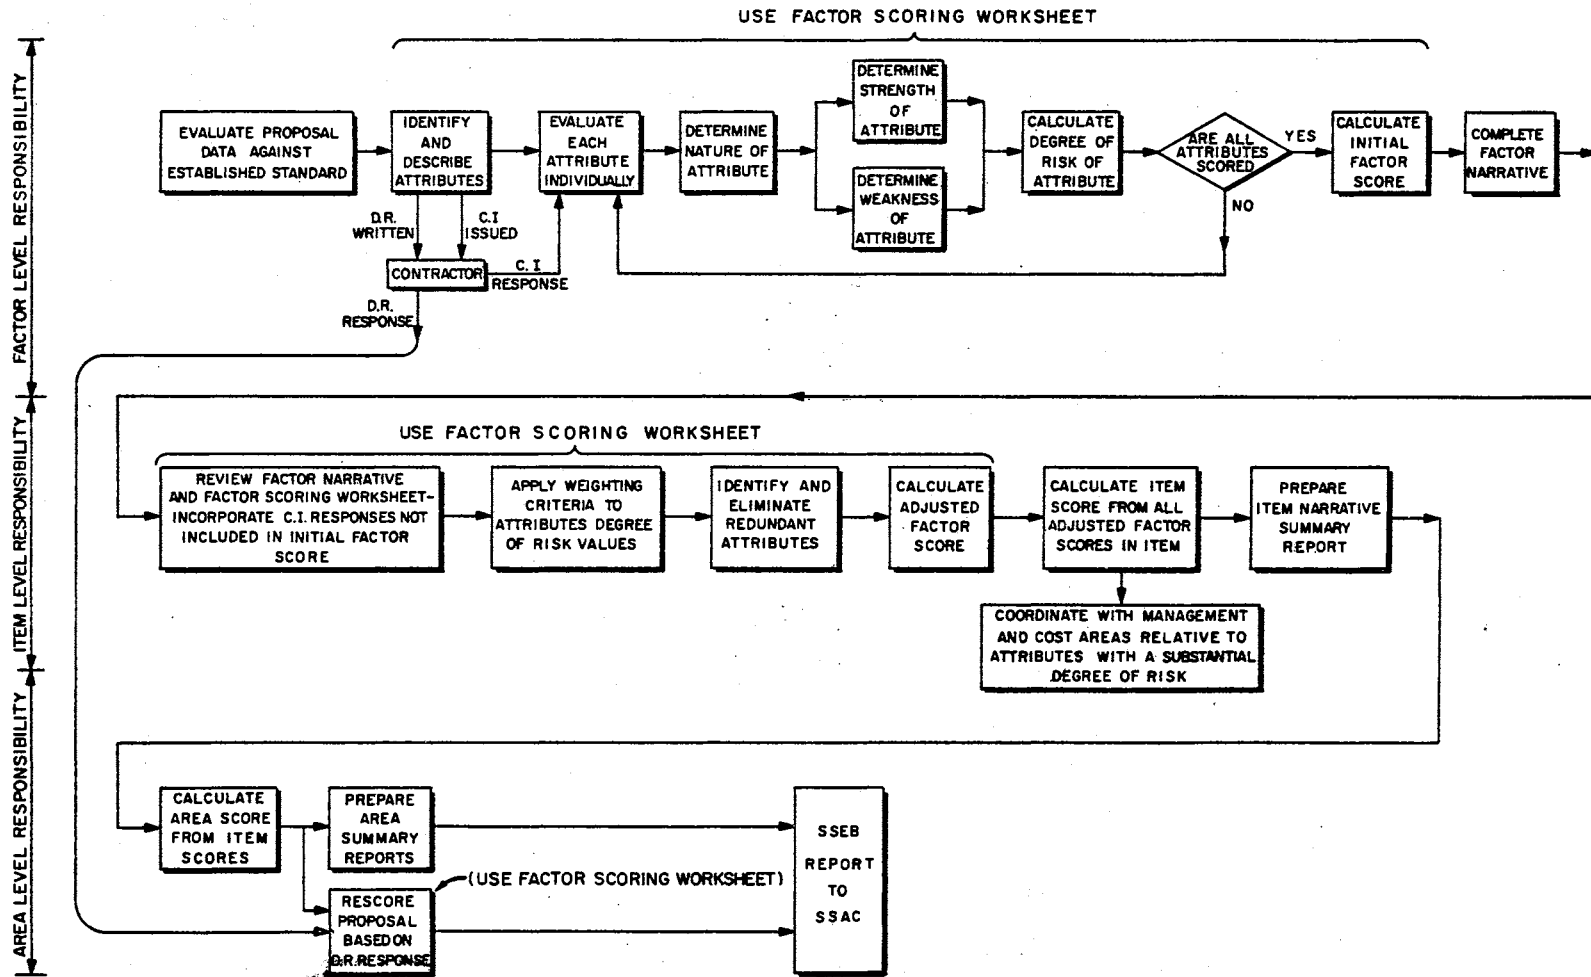 USE FACTOR SCORING WORKSHEET
FACTOR LEVEL RESPONSIBILITY
EVALUATE PROPOSAL
DATA AGAINST
ESTABLISHED STANDARD
IDENTIFY
AND
DESCRIBE
ATTRIBUTES
EVALUATE
EACH
ATTRIBUTE
INDIVIDUALLY
DETERMINE
NATURE OF
ATTRIBUTE
DETERMINE
STRENGTH
OF
ATTRIBUTE
DETERMINE
WEAKNESS
OF
ATTRIBUTE
CALCULATE
DEGREE OF
RISK OF
ATTRIBUTE
ARE ALL
ATTRIBUTES
SCORED
YES
NO
CALCULATE
INITIAL
FACTOR
SCORE
COMPLETE
FACTOR
NARRATIVE
D.R.
WRITTEN
C.I
ISSUED
CONTRACTOR
C. I
RESPONSE
D.R.
RESPONSE
ITEM LEVEL RESPONSIBILITY
USE FACTOR SCORING WORKSHEET
REVIEW FACTOR NARRATIVE
AND FACTOR SCORING WORKSHEET-
INCORPORATE C.I. RESPONSES NOT
INCLUDED IN INITIAL FACTOR
SCORE
APPLY WEIGHTING
CRITERIA TO
ATTRIBUTES DEGREE
OF RISK VALUES
IDENTIFY AND
ELIMINATE
REDUNDANT
ATTRIBUTES
CALCULATE
ADJUSTED
FACTOR
SCORE
CALCULATE ITEM
SCORE FROM ALL
ADJUSTED FACTOR
SCORES IN ITEM
PREPARE
ITEM NARRATIVE
SUMMARY
REPORT
COORDINATE WITH MANAGEMENT
AND COST AREAS RELATIVE TO
ATTRIBUTES WITH A SUBSTANTIAL
DEGREE OF RISK
AREA LEVEL RESPONSIBILITY
CALCULATE
AREA SCORE
FROM ITEM
SCORES
PREPARE
AREA
SUMMARY
REPORTS
(USE FACTOR SCORING WORKSHEET)
RESCORE
PROPOSAL
BASED ON
D.R. RESPONSE
SSEB
REPORT
TO
SSAC